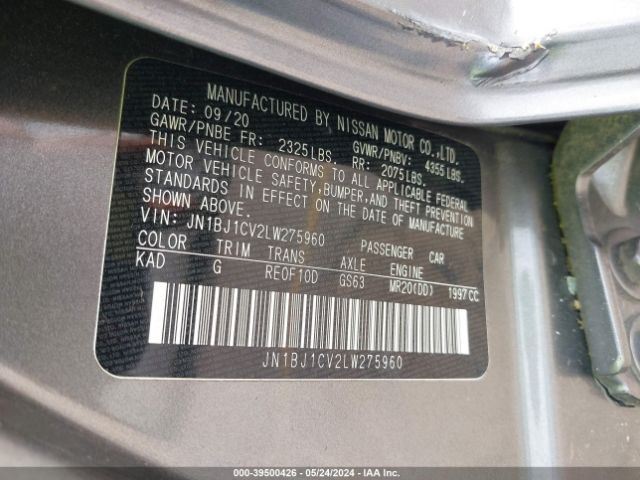 MANUFACTURED BY NISSAN MOTOR CO.,LTD.
DATE: 09/20
GAWR/PNBE FR: 2325LBS. GVWR/PNBV: 4355LBS
RR: 2075LBS.
THIS VEHICLE CONFORMS TO ALL APPLICABLE FEDERAL
MOTOR VEHICLE SAFETY,BUMPER,AND THEFT PREVENTION
STANDARDS IN EFFECT ON THE DATE OF MANUFACTURE
SHOWN ABOVE.
VIN: JN1BJ1CV2LW275960 PASSENGER CAR
COLOR TRIM TRANS AXLE ENGINE
KAD G RE0F10D GS63 MR20(DD) 1997CC
JN1BJ1CV2LW275960
000-39500426 - 05/24/2024 - IAA Inc.